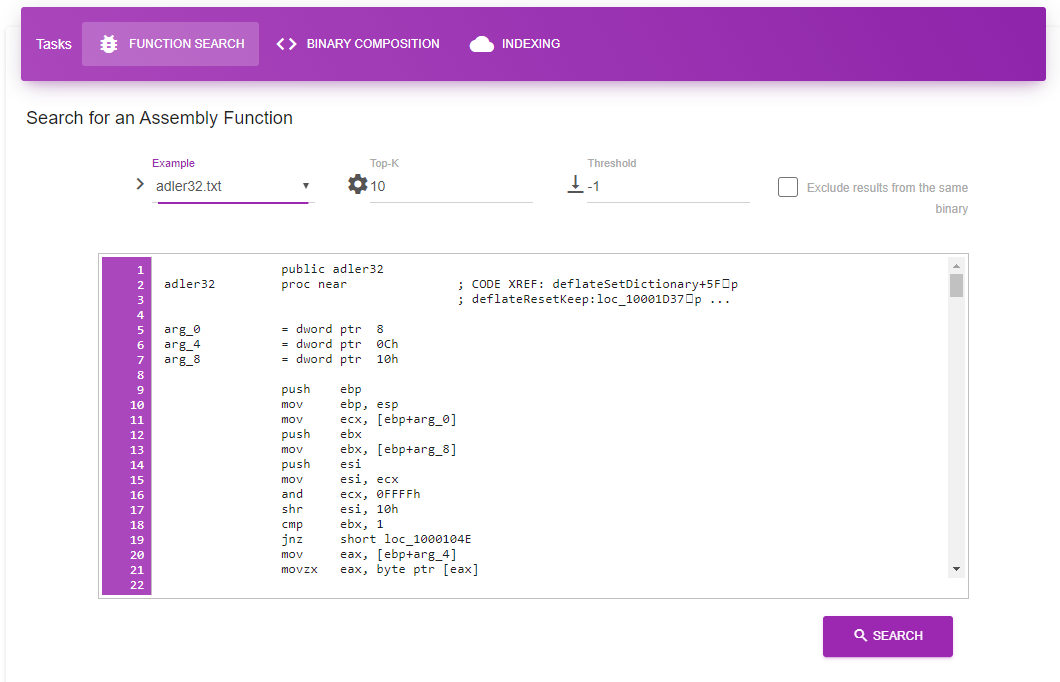 Tasks FUNCTION SEARCH BINARY COMPOSITION INDEXING
Search for an Assembly Function
Example Top-K Threshold
adler32.txt 10 -1 Exclude results from the same
binary
1 public adler32
2 adler32 proc near ; CODE XREF: deflateSetDictionary+5F▯p
3 ; deflateResetKeep:loc_10001D37▯p ...
4
5 arg_0 = dword ptr 8
6 arg_4 = dword ptr 0Ch
7 arg_8 = dword ptr 10h
8
9 push ebp
10 mov ebp, esp
11 mov ecx, [ebp+arg_0]
12 push ebx
13 mov ebx, [ebp+arg_8]
14 push esi
15 mov esi, ecx
16 and ecx, 0FFFFh
17 shr esi, 10h
18 cmp ebx, 1
19 jnz short loc_1000104E
20 mov eax, [ebp+arg_4]
21 movzx eax, byte ptr [eax]
22
SEARCH